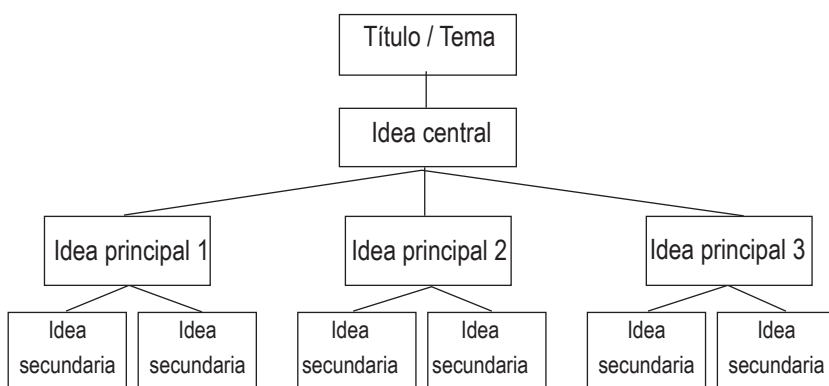 Título / Tema
Idea central
Idea principal 1
Idea principal 2
Idea principal 3
Idea
secundaria
Idea
secundaria
Idea
secundaria
Idea
secundaria
Idea
secundaria
Idea
secundaria